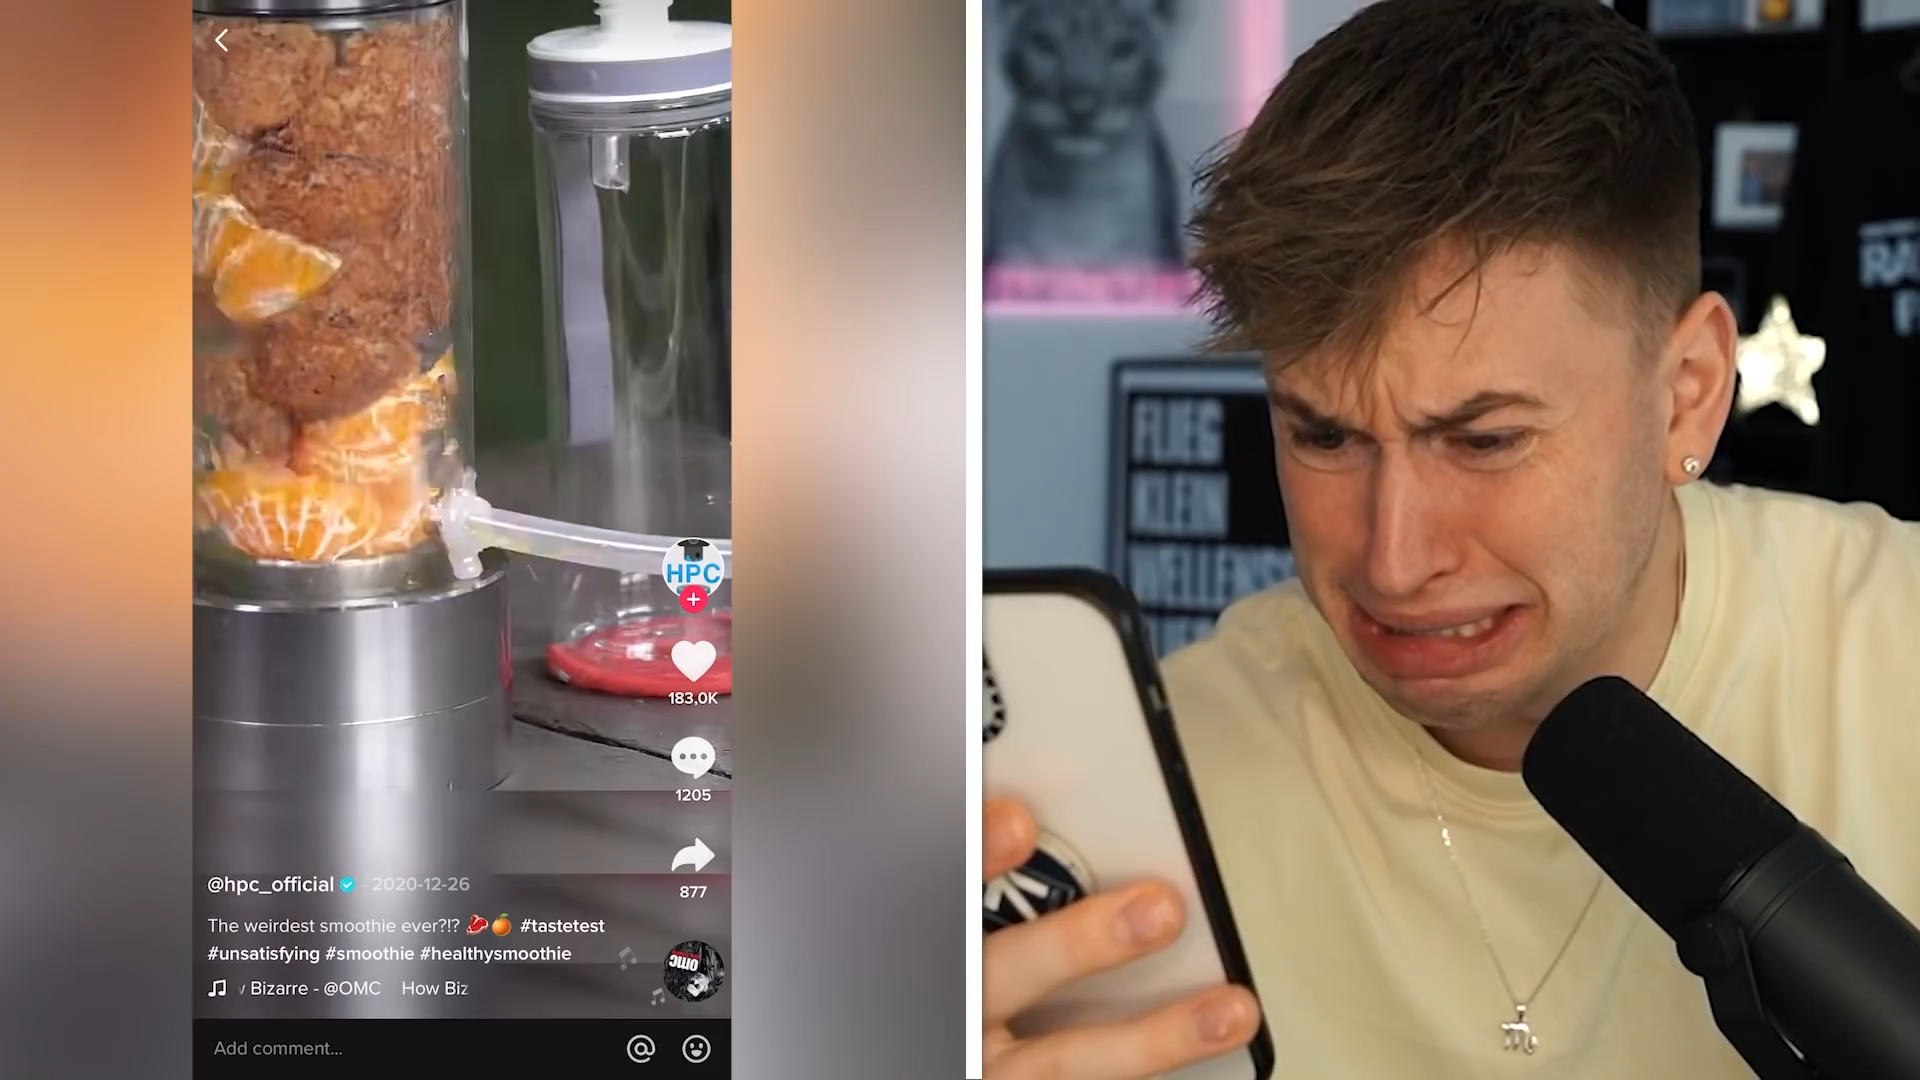 HPC
183,0K
1205
877
@hpc_official · 2020-12-26
The weirdest smoothie ever?!? 🥩🍊 #tastetest
#unsatisfying #smoothie #healthysmoothie
Bizarre - @OMC How Biz
omc
Add comment...
FLIEG
KLEIN